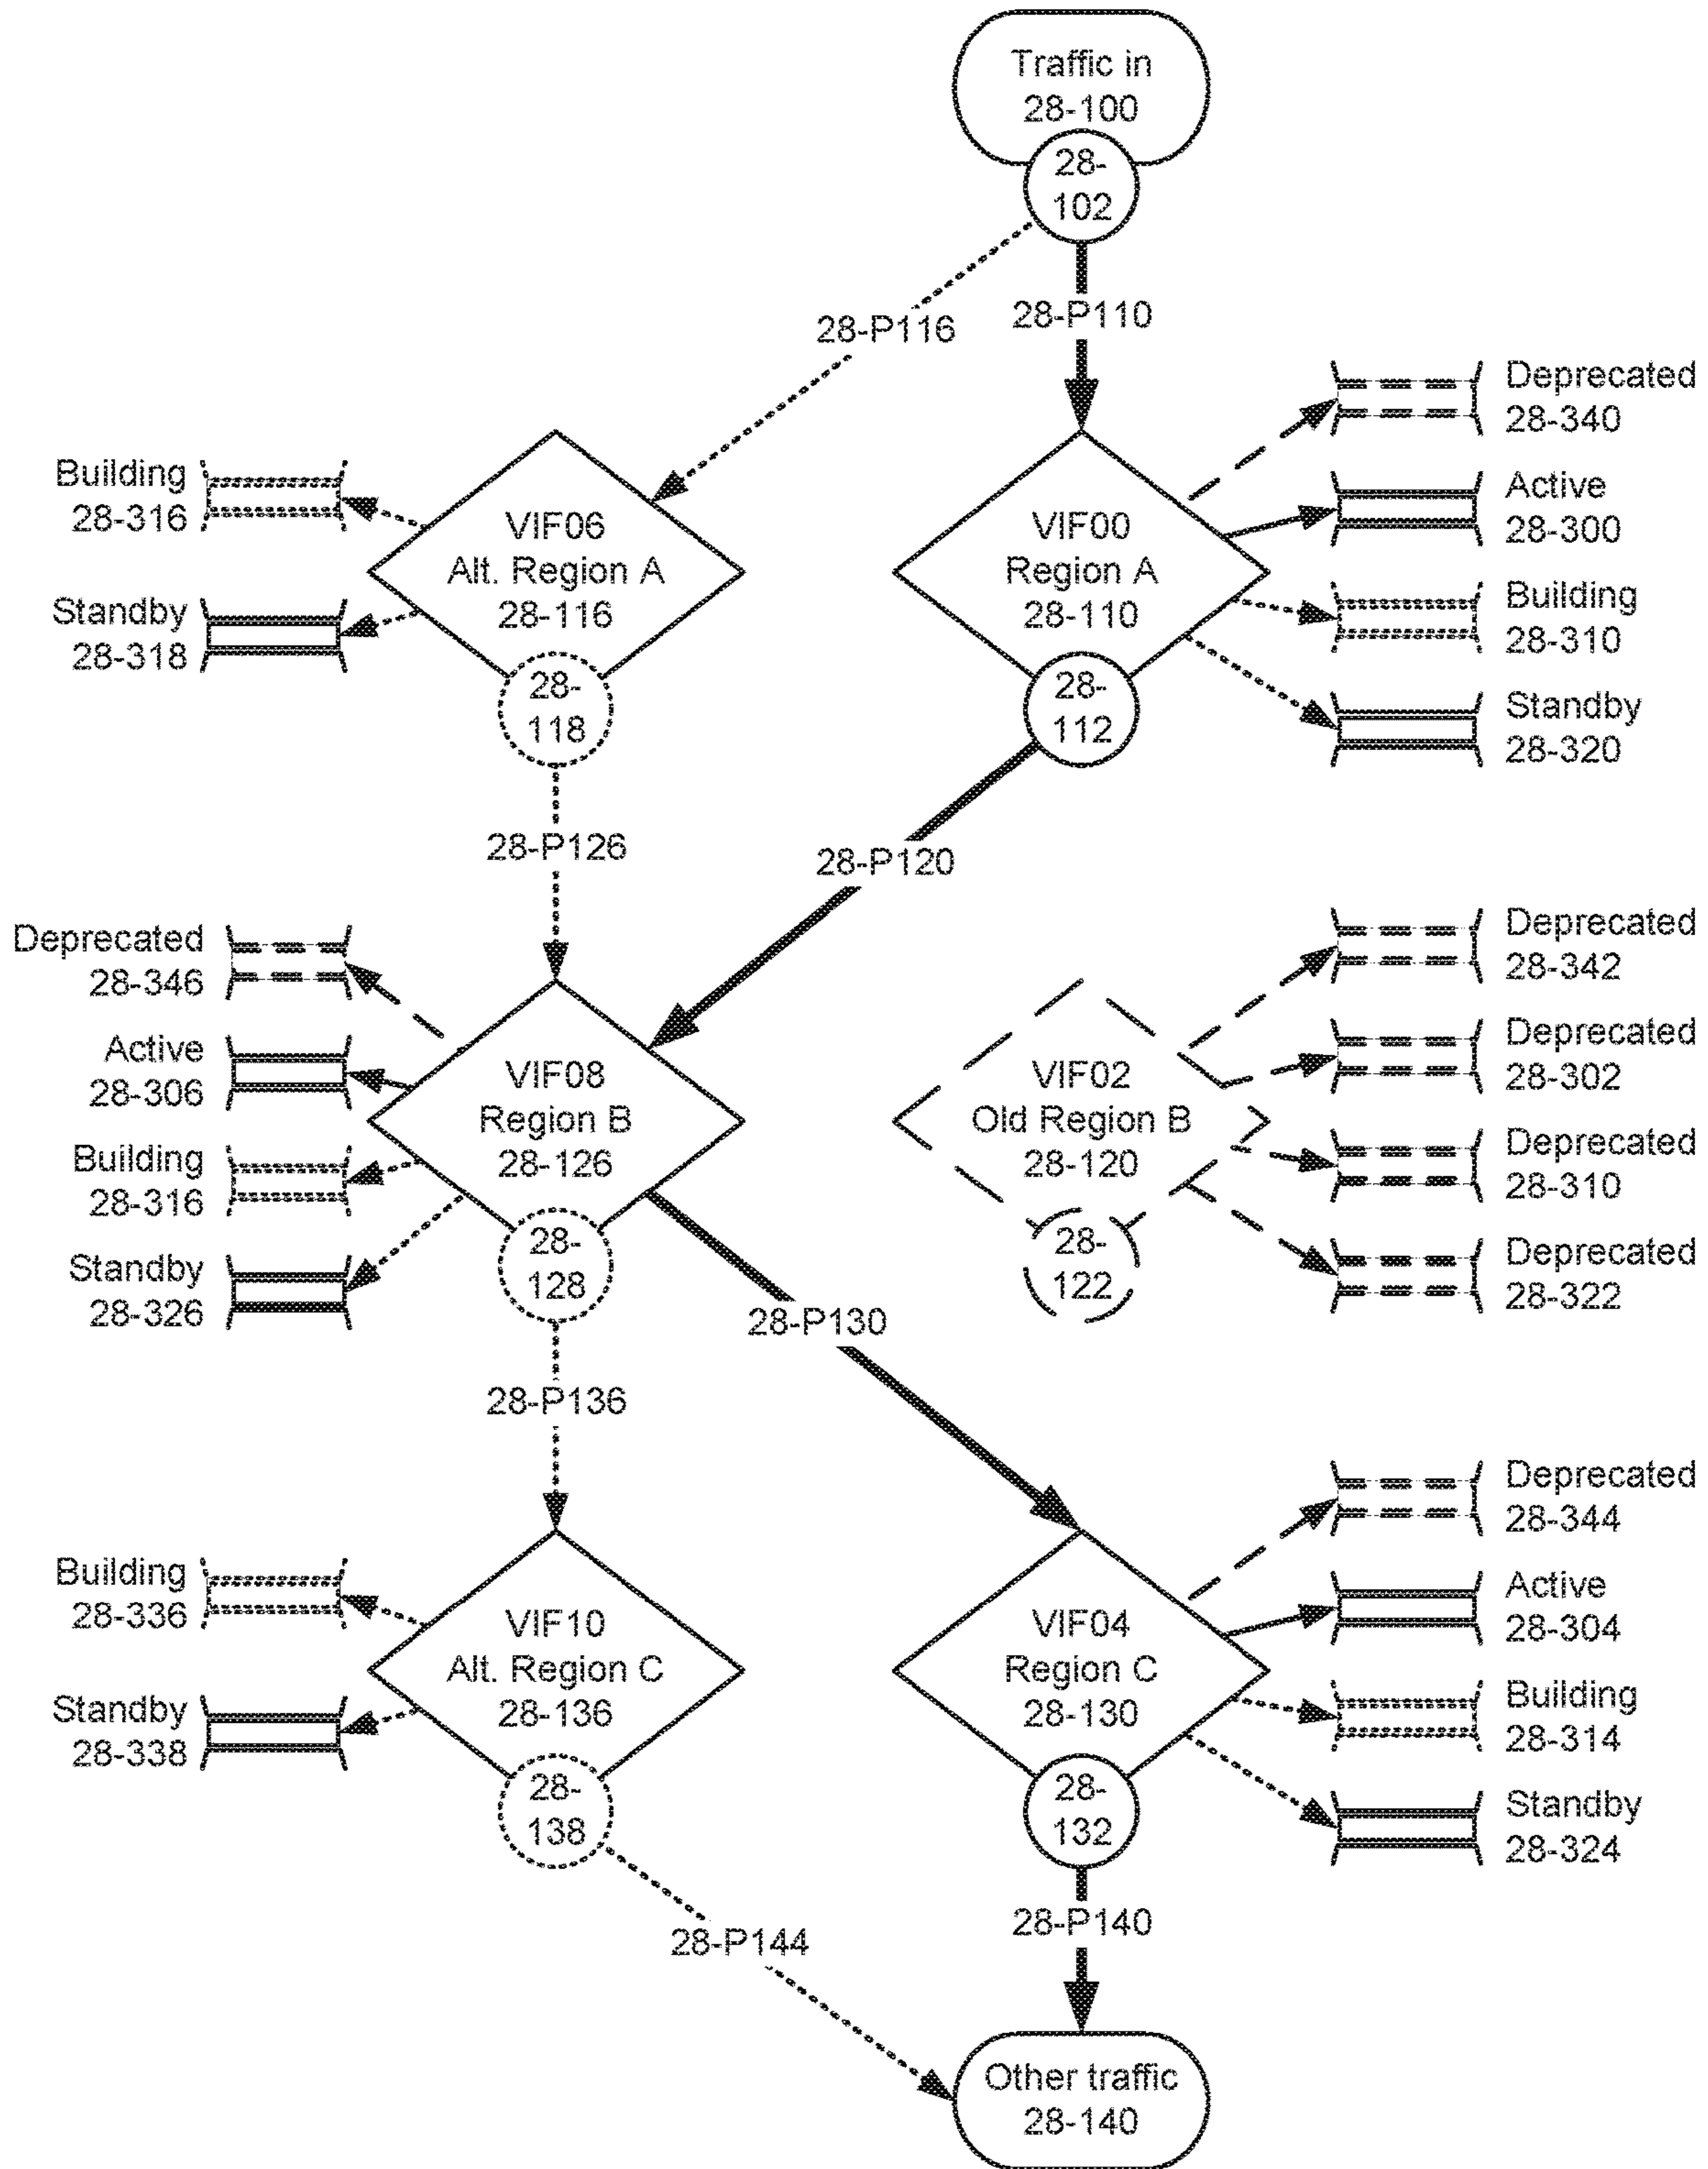 Traffic in
28-100
28-
102
28-P116
28-P110
Deprecated
28-340
Active
28-300
Building
28-310
Standby
28-320
Building
28-316
Standby
28-318
VIF06
Alt. Region A
28-116
28-
118
VIF00
Region A
28-110
28-
112
28-P126
28-P120
Deprecated
28-346
Active
28-306
Building
28-316
Standby
28-326
VIF08
Region B
28-126
28-
128
VIF02
Old Region B
28-120
28-
122
Deprecated
28-342
Deprecated
28-302
Deprecated
28-310
Deprecated
28-322
28-P130
28-P136
Building
28-336
Standby
28-338
VIF10
Alt. Region C
28-136
28-
138
VIF04
Region C
28-130
28-
132
Deprecated
28-344
Active
28-304
Building
28-314
Standby
28-324
28-P144
28-P140
Other traffic
28-140